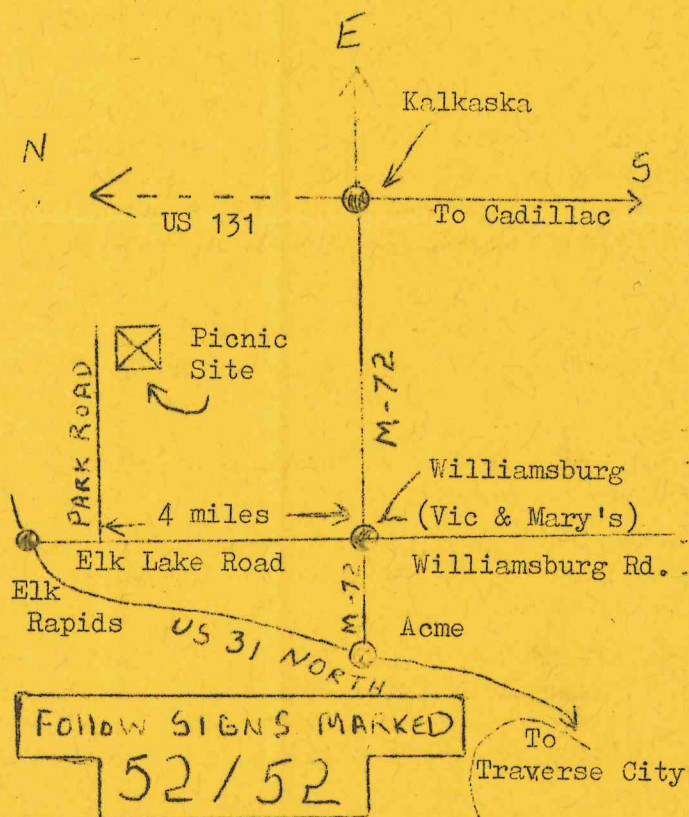 E
Kalkaska
N
S
US 131
To Cadillac
Picnic
Site
PARK ROAD
M-72
Williamsburg
4 miles
(Vic & Mary's)
Elk Lake Road
Williamsburg Rd.
Elk
Rapids
M-72
Acme
US 31 NORTH
FOllOW SIGNS MARKED
52/52
To
Traverse City